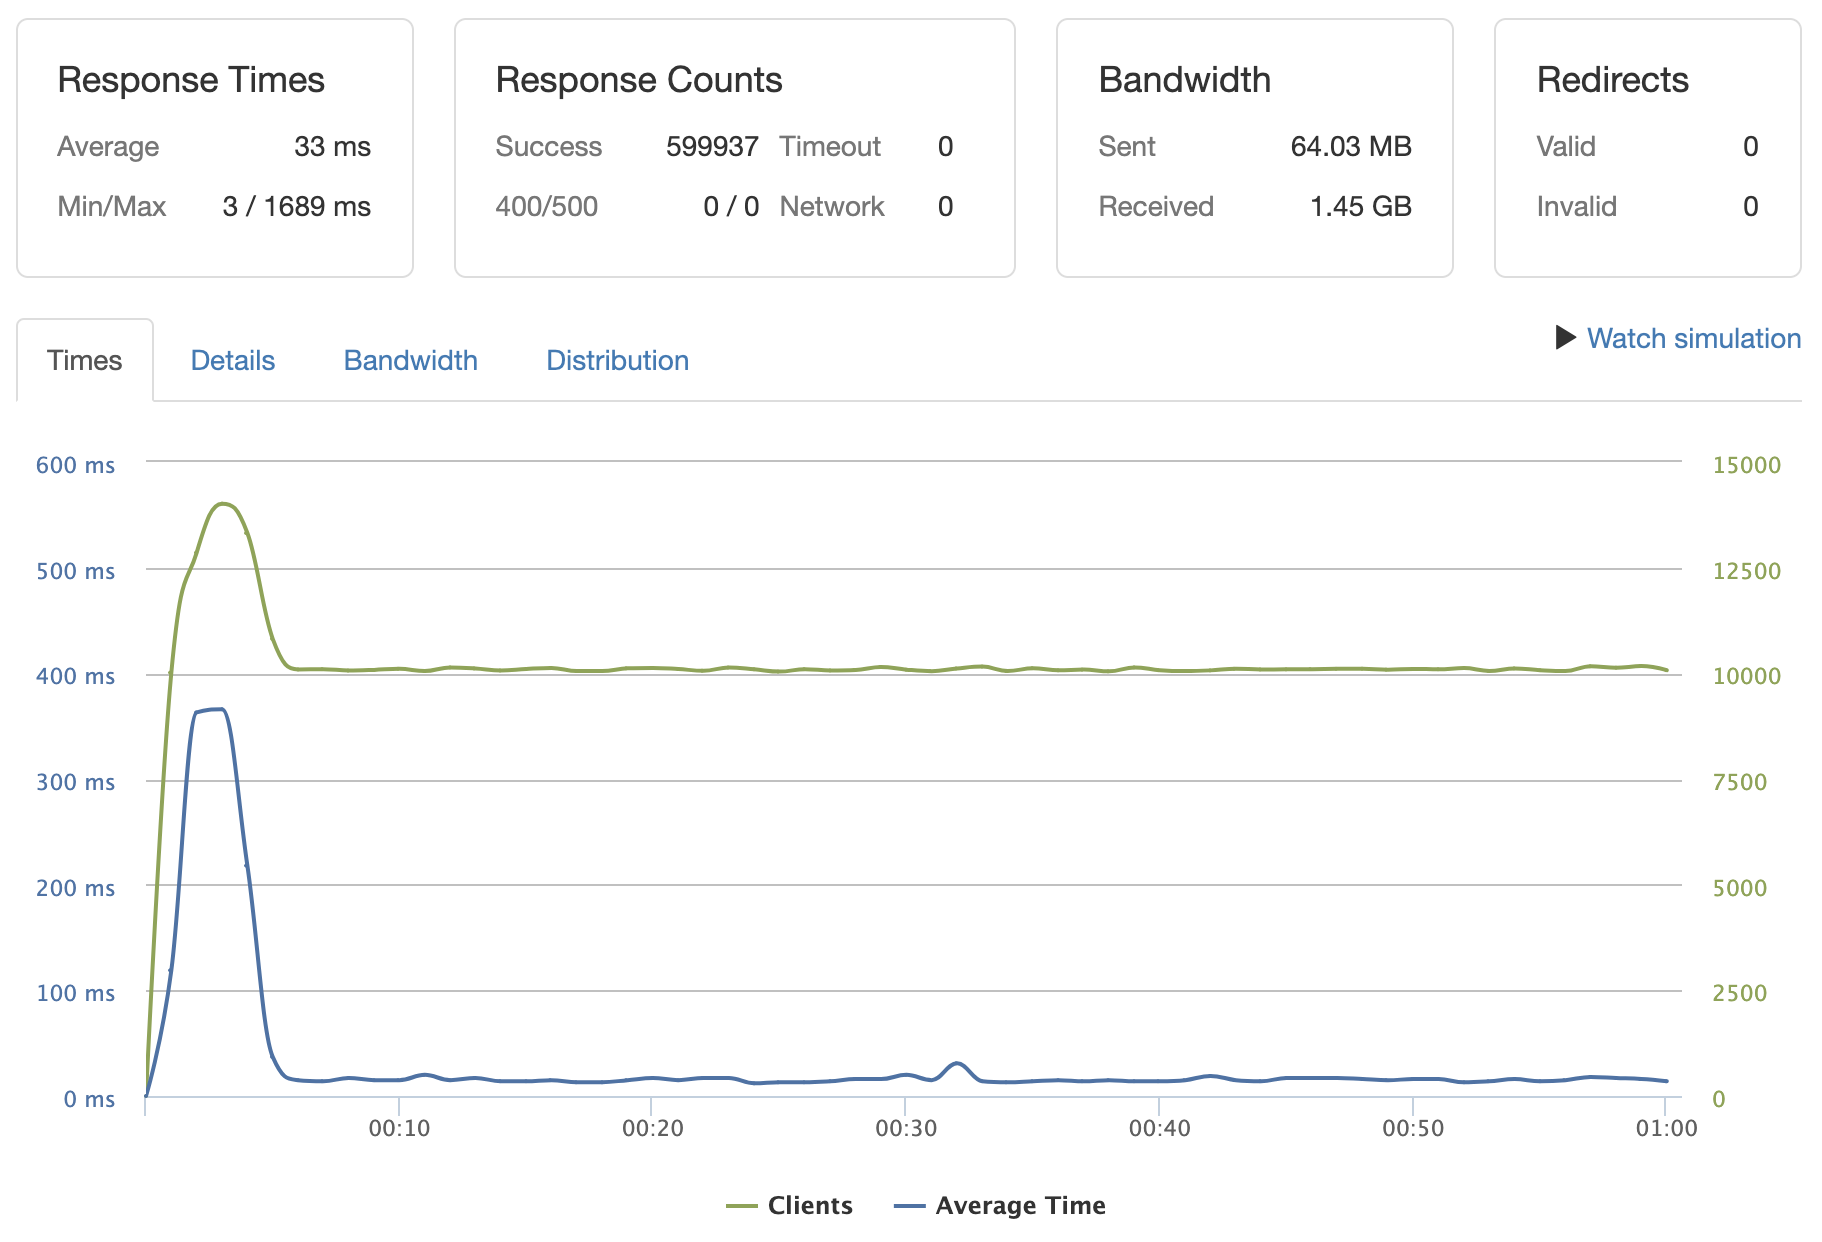 Response Times
Average 33 ms
Min/Max 3 / 1689 ms
Response Counts
Success 599937 Timeout 0
400/500 0 / 0 Network 0
Bandwidth
Sent 64.03 MB
Received 1.45 GB
Redirects
Valid 0
Invalid 0
Times Details Bandwidth Distribution
Watch simulation
600 ms 15000
500 ms 12500
400 ms 10000
300 ms 7500
200 ms 5000
100 ms 2500
0 ms 0
00:10 00:20 00:30 00:40 00:50 01:00
Clients Average Time